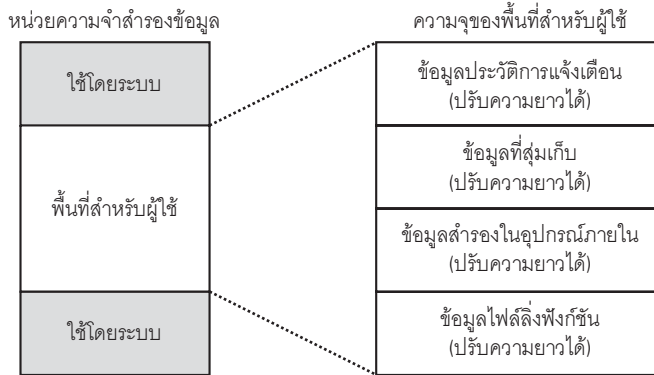 หน่วยความจำสำรองข้อมูล
ใช้โดยระบบ
พื้นที่สำหรับผู้ใช้
ใช้โดยระบบ
ความจุของพื้นที่สำหรับผู้ใช้
ข้อมูลประวัติการแจ้งเตือน
(ปรับความยาวได้)
ข้อมูลที่สุ่มเก็บ
(ปรับความยาวได้)
ข้อมูลสำรองในอุปกรณ์ภายใน
(ปรับความยาวได้)
ข้อมูลไฟล์ลิ่งฟังก์ชัน
(ปรับความยาวได้)